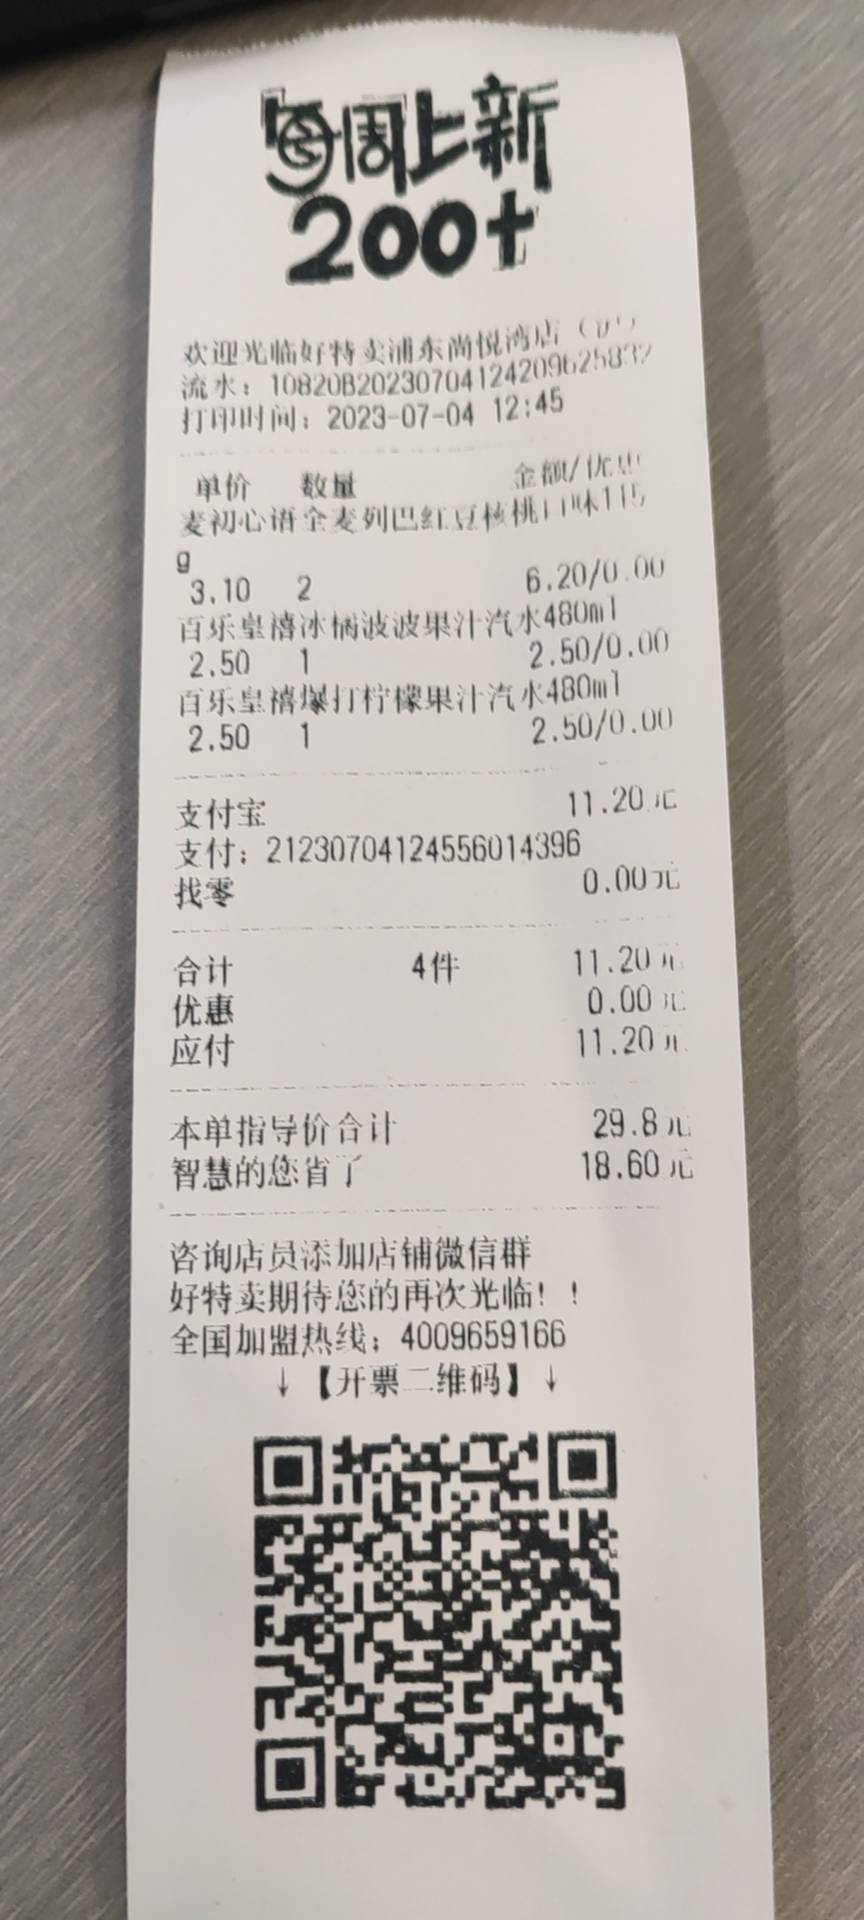 每周上新
200+
欢迎光临好特卖浦东尚悦湾店
流水：10820B2023070412420962583
打印时间：2023-07-04 12:45
单价 数量 金额/优惠
麦初心语全麦列巴红豆核桃口味115
g
3.10 2 6.20/0.00
百乐皇禧冰橘波波果汁汽水480ml
2.50 1 2.50/0.00
百乐皇禧爆打柠檬果汁汽水480ml
2.50 1 2.50/0.00
支付宝 11.20元
支付：21230704124556014396
找零 0.00元
合计 4件 11.20元
优惠 0.00元
应付 11.20元
本单指导价合计 29.8元
智慧的您省了 18.60元
咨询店员添加店铺微信群
好特卖期待您的再次光临！！
全国加盟热线：4009659166
↓【开票二维码】↓